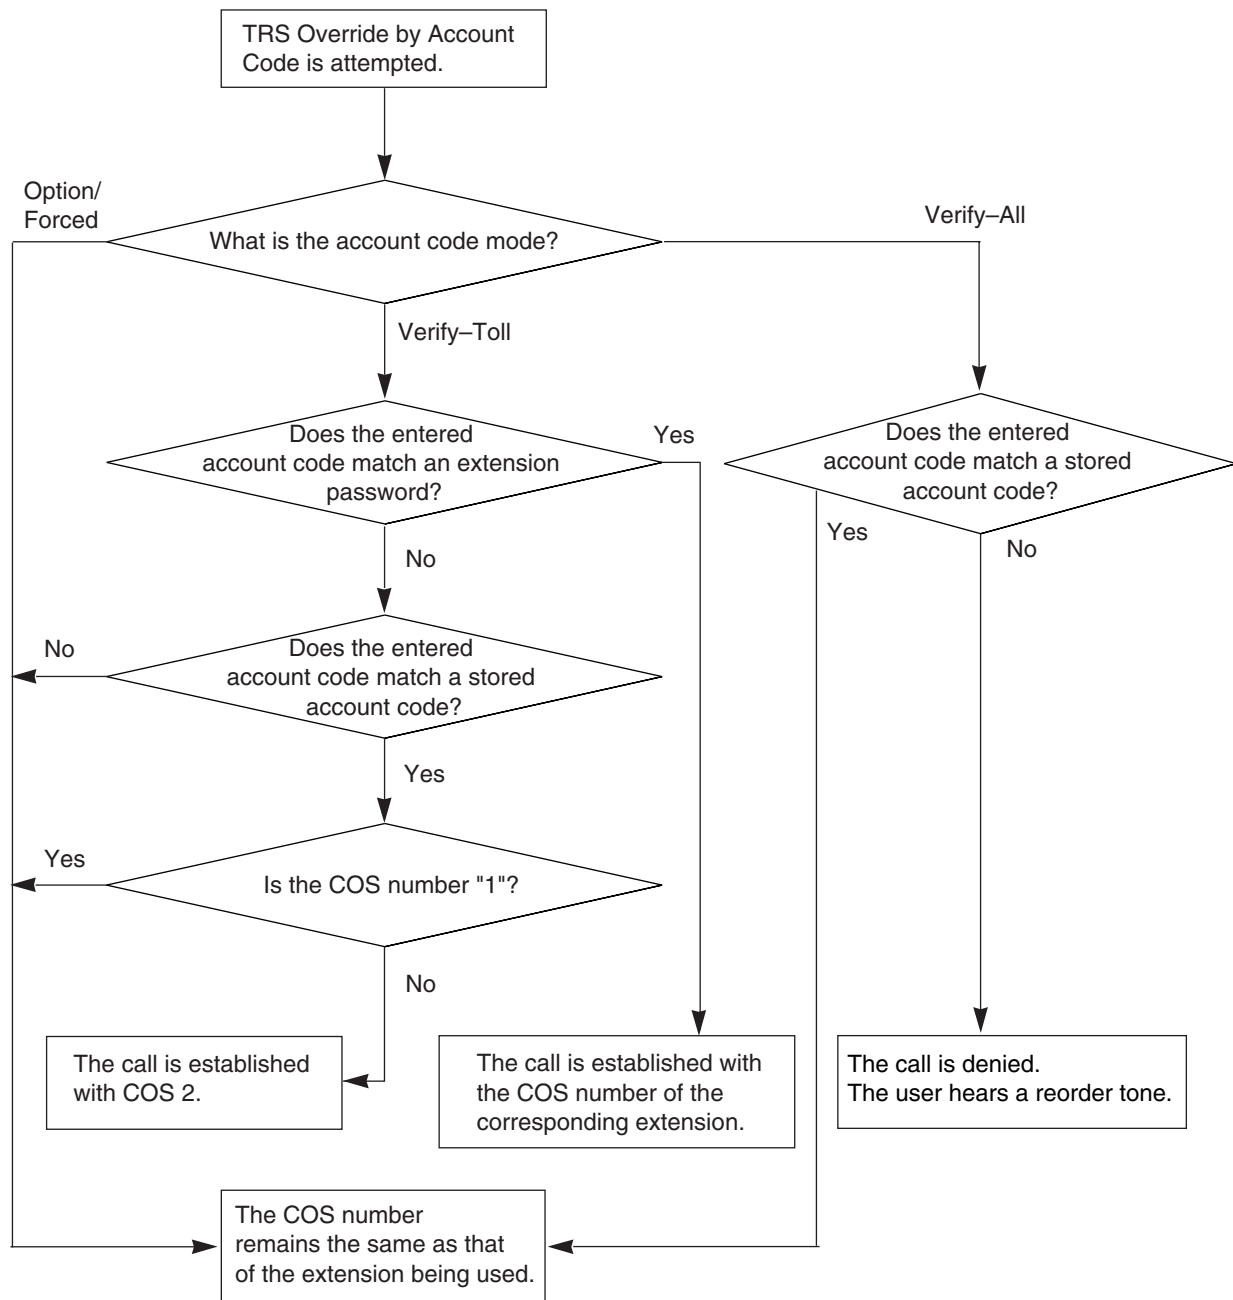 TRS Override by Account
Code is attempted.
Option/
Forced
What is the account code mode?
Verify–All
Verify–Toll
Does the entered
account code match an extension
password?
Yes
Does the entered
account code match a stored
account code?
Yes
No
No
No
Does the entered
account code match a stored
account code?
Yes
Yes
Is the COS number "1"?
No
The call is established
with COS 2.
The call is established with
the COS number of the
corresponding extension.
The call is denied.
The user hears a reorder tone.
The COS number
remains the same as that
of the extension being used.